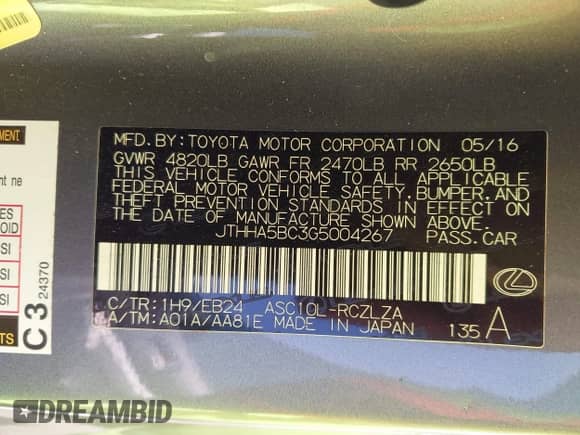 MFD.BY:TOYOTA MOTOR CORPORATION 05/16
GVWR 4820LB GAWR FR 2470LB RR 2650LB
THIS VEHICLE CONFORMS TO ALL APPLICABLE
FEDERAL MOTOR VEHICLE SAFETY,BUMPER,AND
THEFT PREVENTION STANDARDS IN EFFECT ON
THE DATE OF MANUFACTURE SHOWN ABOVE.
JTHHA5BC3G5004267 PASS.CAR
C/TR:1H9/EB24 ASC10L-RCZLZA
A/TM:A01A/AA81E MADE IN JAPAN 135 A
C3 24370
DREAMBID